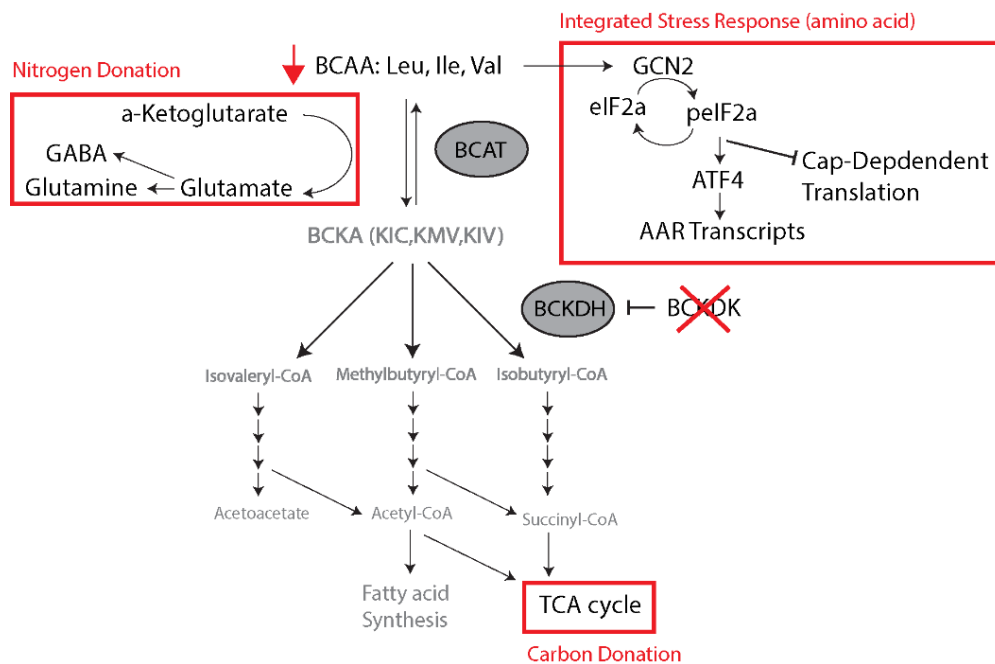 Integrated Stress Response (amino acid)
Nitrogen Donation
BCAA: Leu, Ile, Val
GCN2
a-Ketoglutarate
eIF2a
peIF2a
GABA
BCAT
Cap-Depdendent
Translation
Glutamine
Glutamate
ATF4
AAR Transcripts
BCKA (KIC,KMV,KIV)
BCKDH
BCKDK
Isovaleryl-CoA
Methylbutyryl-CoA
Isobutyryl-CoA
Acetoacetate
Acetyl-CoA
Succinyl-CoA
Fatty acid
Synthesis
TCA cycle
Carbon Donation